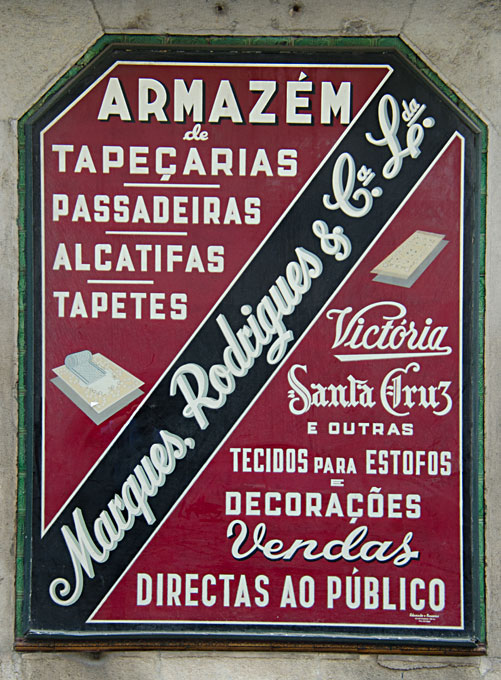 ARMAZÉM
de
TAPEÇARIAS
PASSADEIRAS
ALCATIFAS
TAPETES
Marques, Rodrigues & Cª. Lda.
Victória
Santa Cruz
E OUTRAS
TECIDOS PARA ESTOFOS
E
DECORAÇÕES
Vendas
DIRECTAS AO PÚBLICO